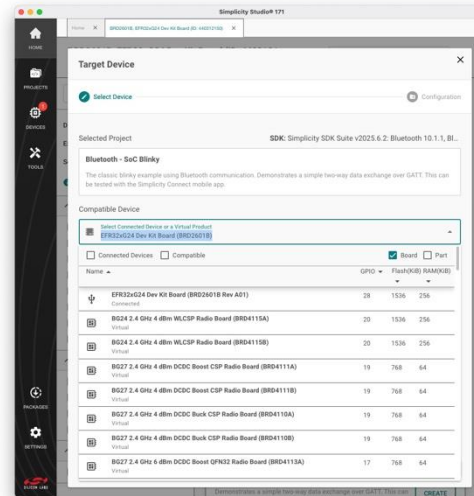 Simplicity Studio® 171
Home
BRD2601B, EFR32xG24 Dev Kit Board (ID: 440312150)
HOME
PROJECTS
DEVICES
TOOLS
PACKAGES
SETTINGS
SILICON LABS
Target Device
Select Device
Configuration
Selected Project
SDK: Simplicity SDK Suite v2025.6.2: Bluetooth 10.1.1, Bl...
Bluetooth - SoC Blinky
The classic blinky example using Bluetooth communication. Demonstrates a simple two-way data exchange over GATT. This can
be tested with the Simplicity Connect mobile app.
Compatible Device
Select Connected Device or a Virtual Product
EFR32xG24 Dev Kit Board (BRD2601B)
Connected Devices Compatible Board Part
Name GPIO Flash(KiB) RAM(KiB)
EFR32xG24 Dev Kit Board (BRD2601B Rev A01) 28 1536 256
Connected
BG24 2.4 GHz 4 dBm WLCSP Radio Board (BRD4115A) 20 1536 256
Virtual
BG24 2.4 GHz 4 dBm WLCSP Radio Board (BRD4115B) 20 1536 256
Virtual
BG27 2.4 GHz 4 dBm DCDC Boost CSP Radio Board (BRD4111A) 19 768 64
Virtual
BG27 2.4 GHz 4 dBm DCDC Boost CSP Radio Board (BRD4111B) 19 768 64
Virtual
BG27 2.4 GHz 4 dBm DCDC Buck CSP Radio Board (BRD4110A) 19 768 64
Virtual
BG27 2.4 GHz 4 dBm DCDC Buck CSP Radio Board (BRD4110B) 19 768 64
Virtual
BG27 2.4 GHz 6 dBm DCDC Boost QFN32 Radio Board (BRD4113A) 17 768 64
Virtual
Demonstrates a simple two-way data exchange over GATT. This can
CREATE